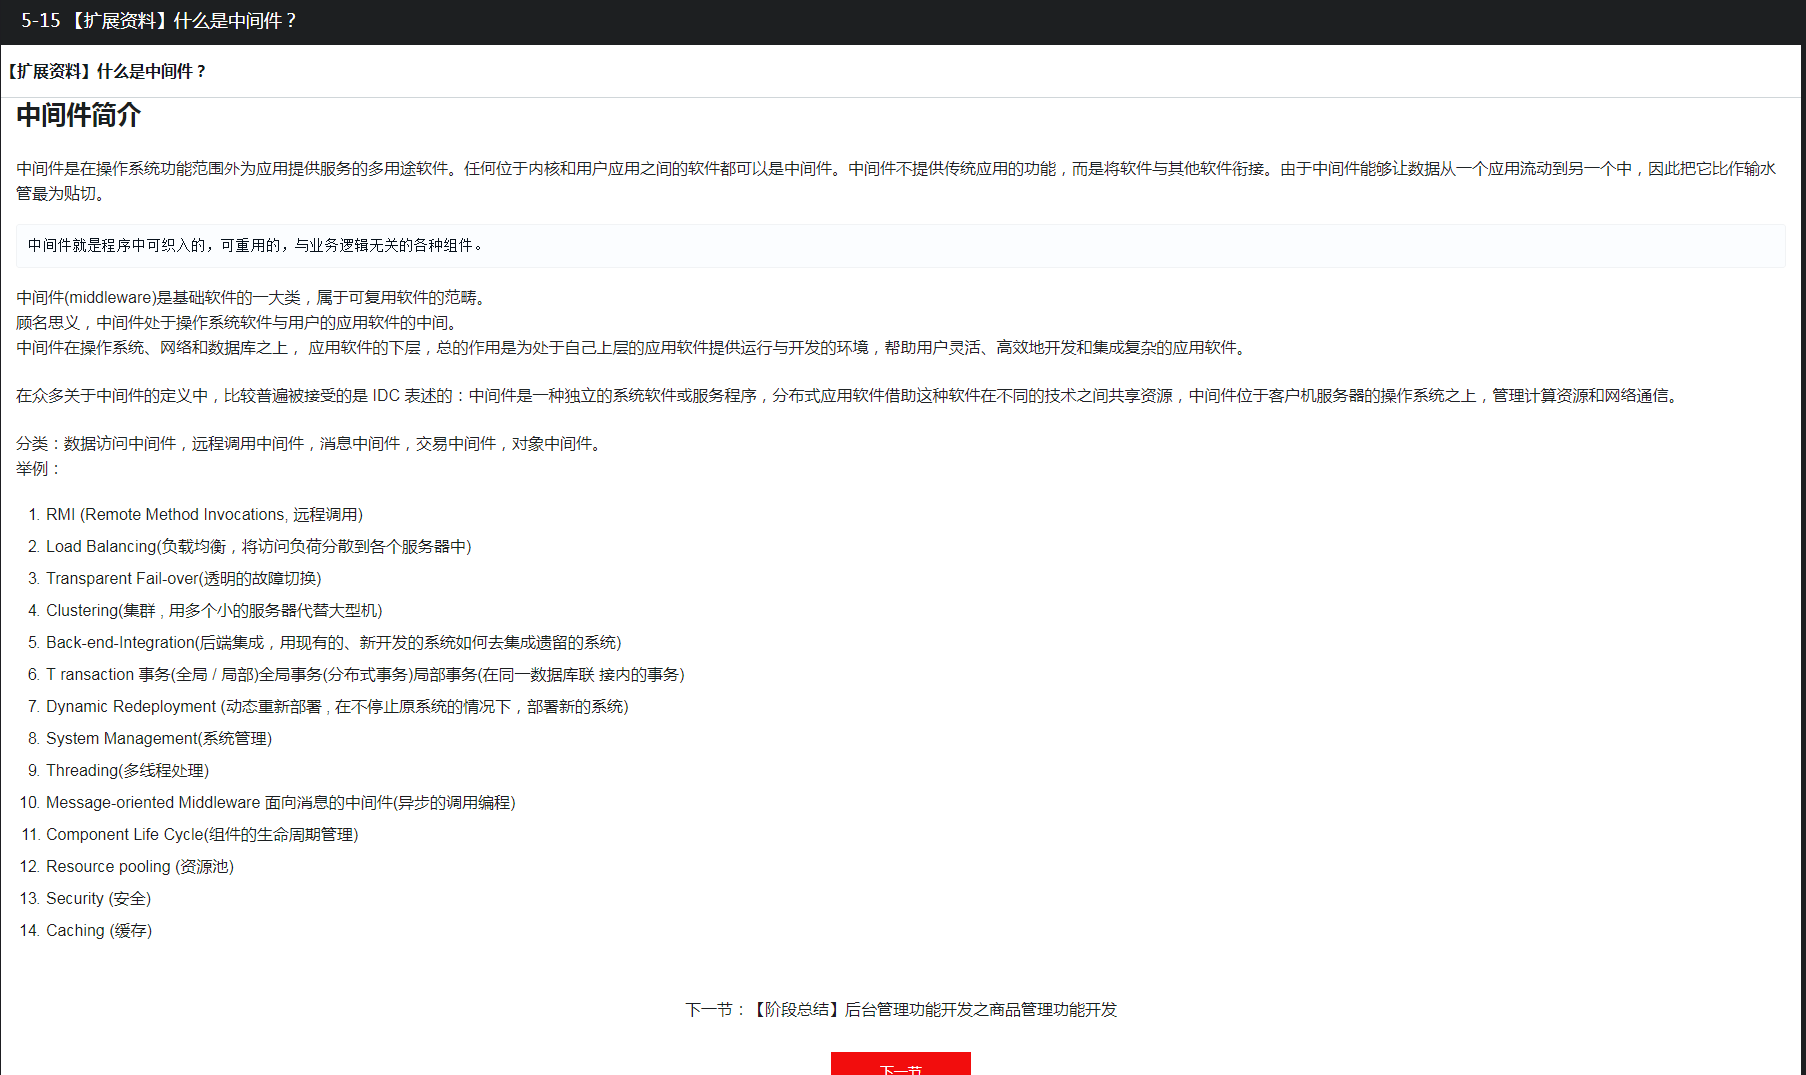 5-15 【扩展资料】什么是中间件？
【扩展资料】什么是中间件？
中间件简介
中间件是在操作系统功能范围外为应用提供服务的多用途软件。任何位于内核和用户应用之间的软件都可以是中间件。中间件不提供传统应用的功能，而是将软件与其他软件衔接。由于中间件能够让数据从一个应用流动到另一个中，因此把它比作输水
管最为贴切。
中间件就是程序中可织入的，可重用的，与业务逻辑无关的各种组件。
中间件(middleware)是基础软件的一大类，属于可复用软件的范畴。
顾名思义，中间件处于操作系统软件与用户的应用软件的中间。
中间件在操作系统、网络和数据库之上， 应用软件的下层，总的作用是为处于自己上层的应用软件提供运行与开发的环境，帮助用户灵活、高效地开发和集成复杂的应用软件。
在众多关于中间件的定义中，比较普遍被接受的是 IDC 表述的：中间件是一种独立的系统软件或服务程序，分布式应用软件借助这种软件在不同的技术之间共享资源，中间件位于客户机服务器的操作系统之上，管理计算资源和网络通信。
分类：数据访问中间件，远程调用中间件，消息中间件，交易中间件，对象中间件。
举例：
1. RMI (Remote Method Invocations, 远程调用)
2. Load Balancing(负载均衡，将访问负荷分散到各个服务器中)
3. Transparent Fail-over(透明的故障切换)
4. Clustering(集群 , 用多个小的服务器代替大型机)
5. Back-end-Integration(后端集成，用现有的、新开发的系统如何去集成遗留的系统)
6. T ransaction 事务(全局 / 局部)全局事务(分布式事务)局部事务(在同一数据库联 接内的事务)
7. Dynamic Redeployment (动态重新部署 , 在不停止原系统的情况下，部署新的系统)
8. System Management(系统管理)
9. Threading(多线程处理)
10. Message-oriented Middleware 面向消息的中间件(异步的调用编程)
11. Component Life Cycle(组件的生命周期管理)
12. Resource pooling (资源池)
13. Security (安全)
14. Caching (缓存)
下一节：【阶段总结】后台管理功能开发之商品管理功能开发
下一节